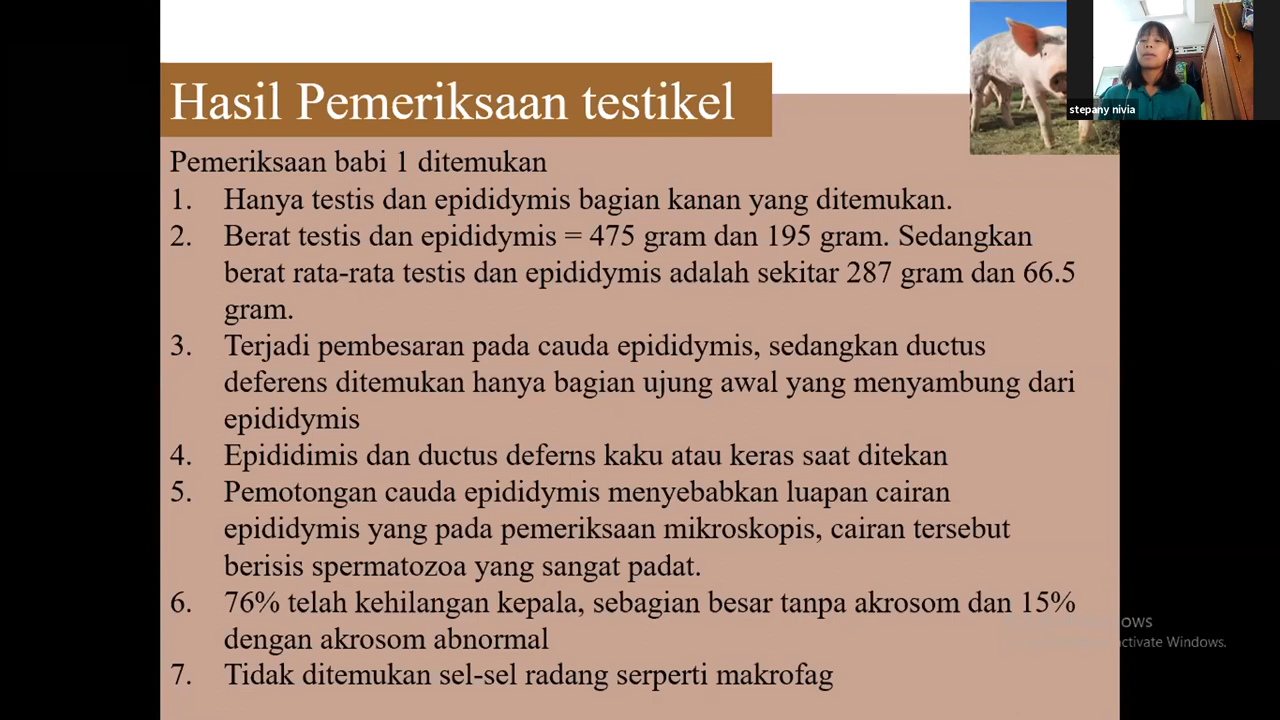 Hasil Pemeriksaan testikel
stepany nivia
Pemeriksaan babi 1 ditemukan
1. Hanya testis dan epididymis bagian kanan yang ditemukan.
2. Berat testis dan epididymis = 475 gram dan 195 gram. Sedangkan
berat rata-rata testis dan epididymis adalah sekitar 287 gram dan 66.5
gram.
3. Terjadi pembesaran pada cauda epididymis, sedangkan ductus
deferens ditemukan hanya bagian ujung awal yang menyambung dari
epididymis
4. Epididimis dan ductus deferns kaku atau keras saat ditekan
5. Pemotongan cauda epididymis menyebabkan luapan cairan
epididymis yang pada pemeriksaan mikroskopis, cairan tersebut
berisis spermatozoa yang sangat padat.
6. 76% telah kehilangan kepala, sebagian besar tanpa akrosom dan 15%
dengan akrosom abnormal
7. Tidak ditemukan sel-sel radang serperti makrofag
Windows.